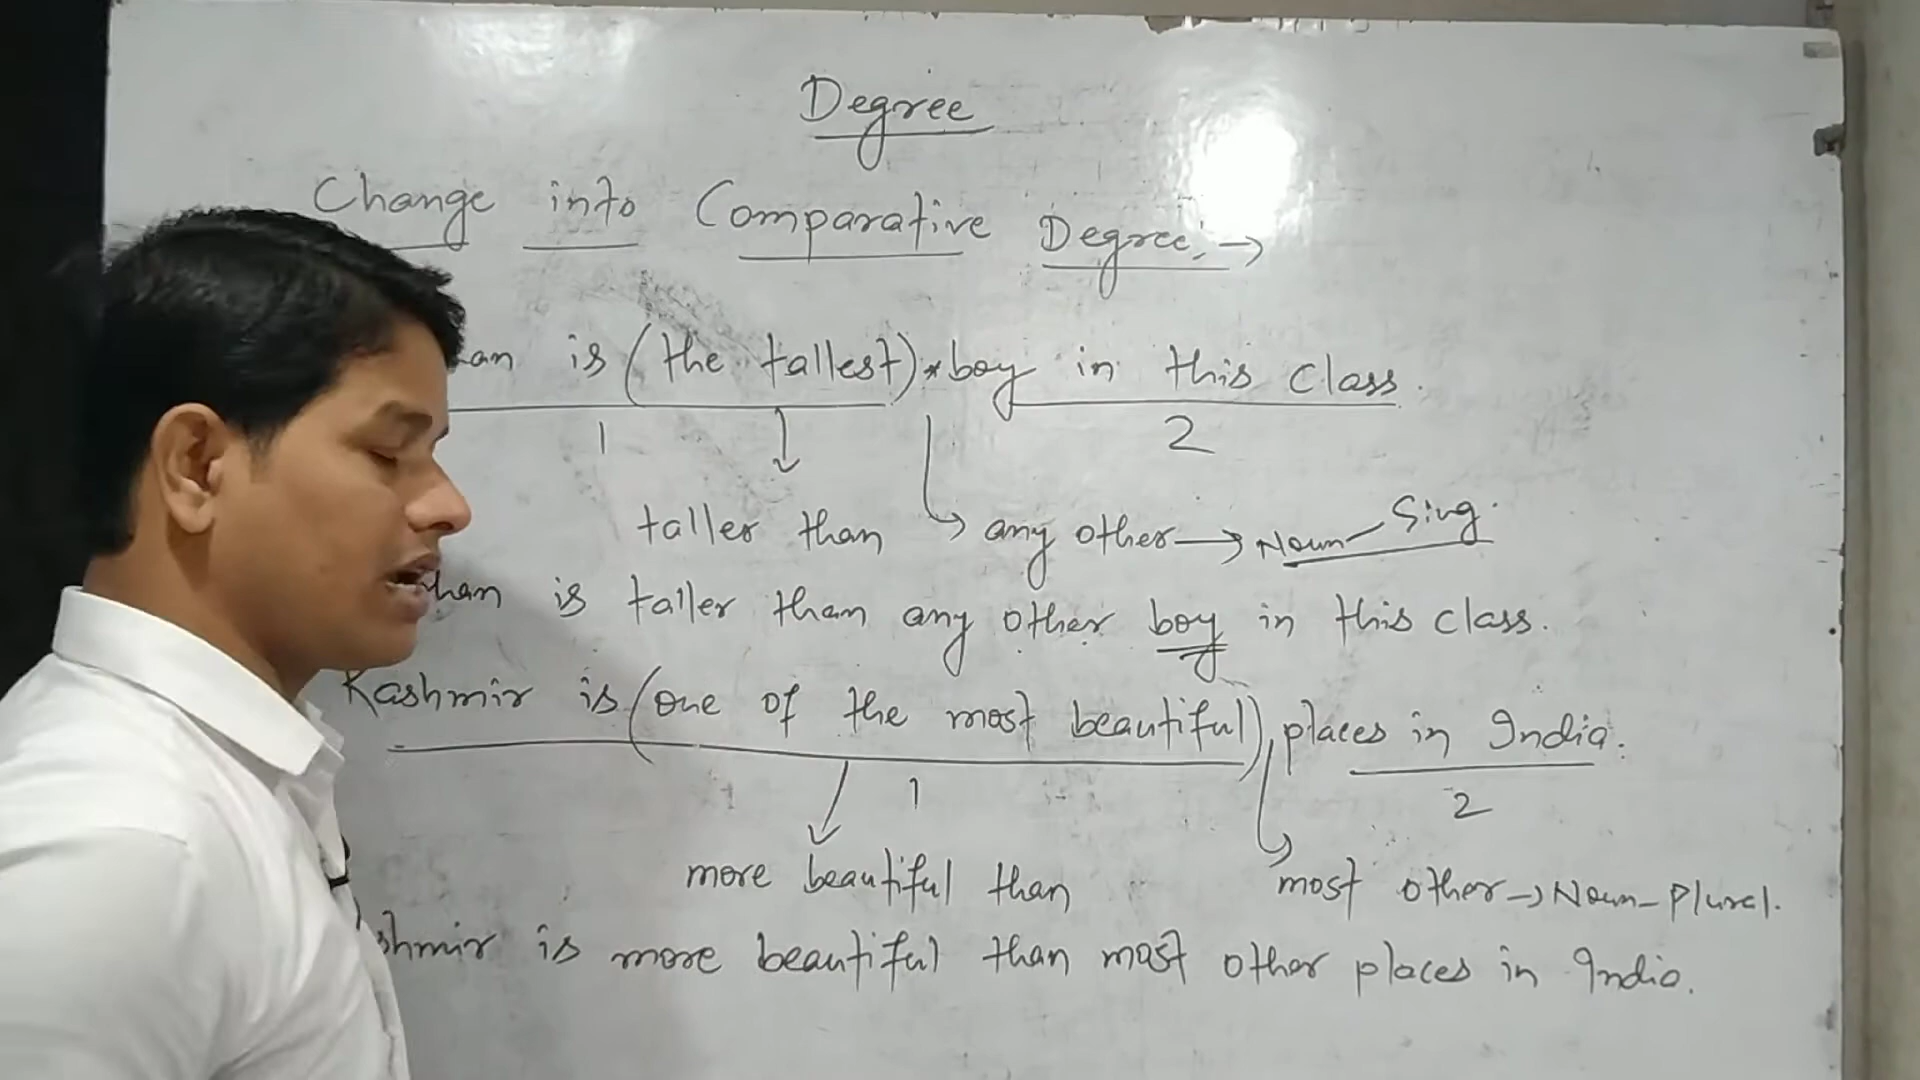 Degree
Change into Comparative Degree:→
an is (the tallest) * boy in this class.
1 2
taller than any other → Noun - Sing.
han is taller than any other boy in this class.
Kashmir is (one of the most beautiful), places in India.
1 2
more beautiful than most other → Noun - Plural.
shmir is more beautiful than most other places in India.